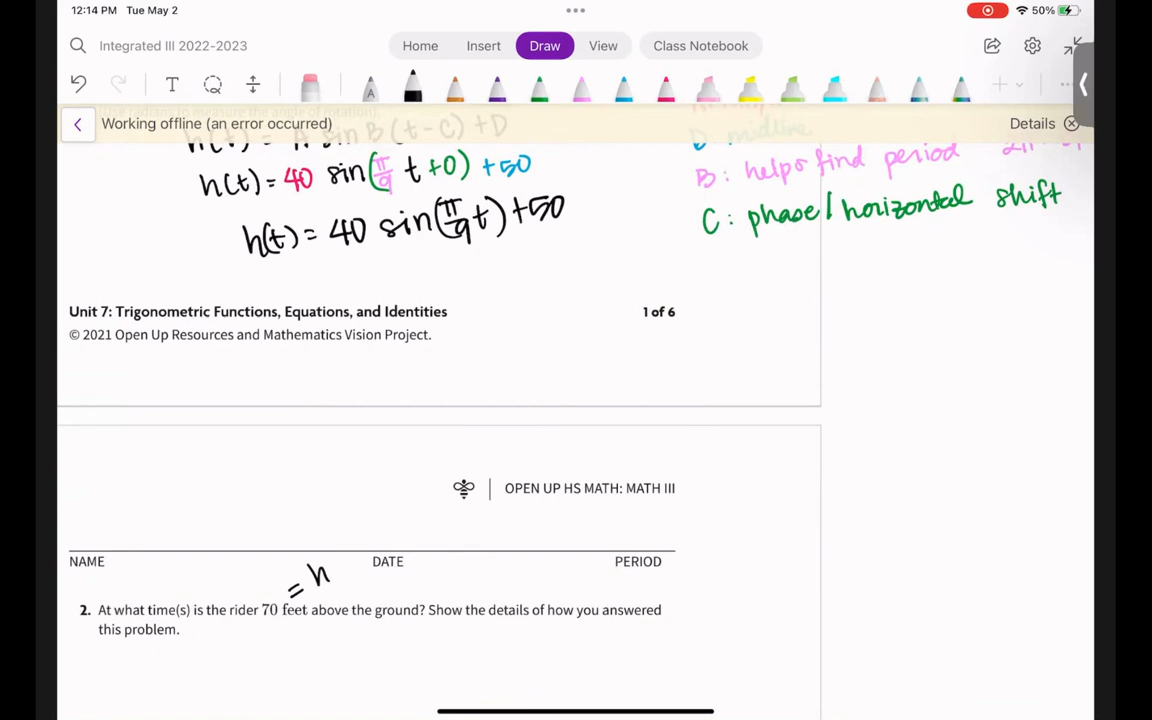 12:14 PM Tue May 2
50%
Integrated III 2022-2023
Home Insert Draw View Class Notebook
Working offline (an error occurred)
Details
h(t) = A sin B(t-C) + D
D: midline
h(t) = 40 sin(π/9 t +0) +50
B: helps find period
C: phase/horizontal shift
h(t) = 40 sin(π/9 t) +50
Unit 7: Trigonometric Functions, Equations, and Identities
1 of 6
© 2021 Open Up Resources and Mathematics Vision Project.
OPEN UP HS MATH: MATH III
NAME DATE PERIOD
= h
2. At what time(s) is the rider 70 feet above the ground? Show the details of how you answered
this problem.